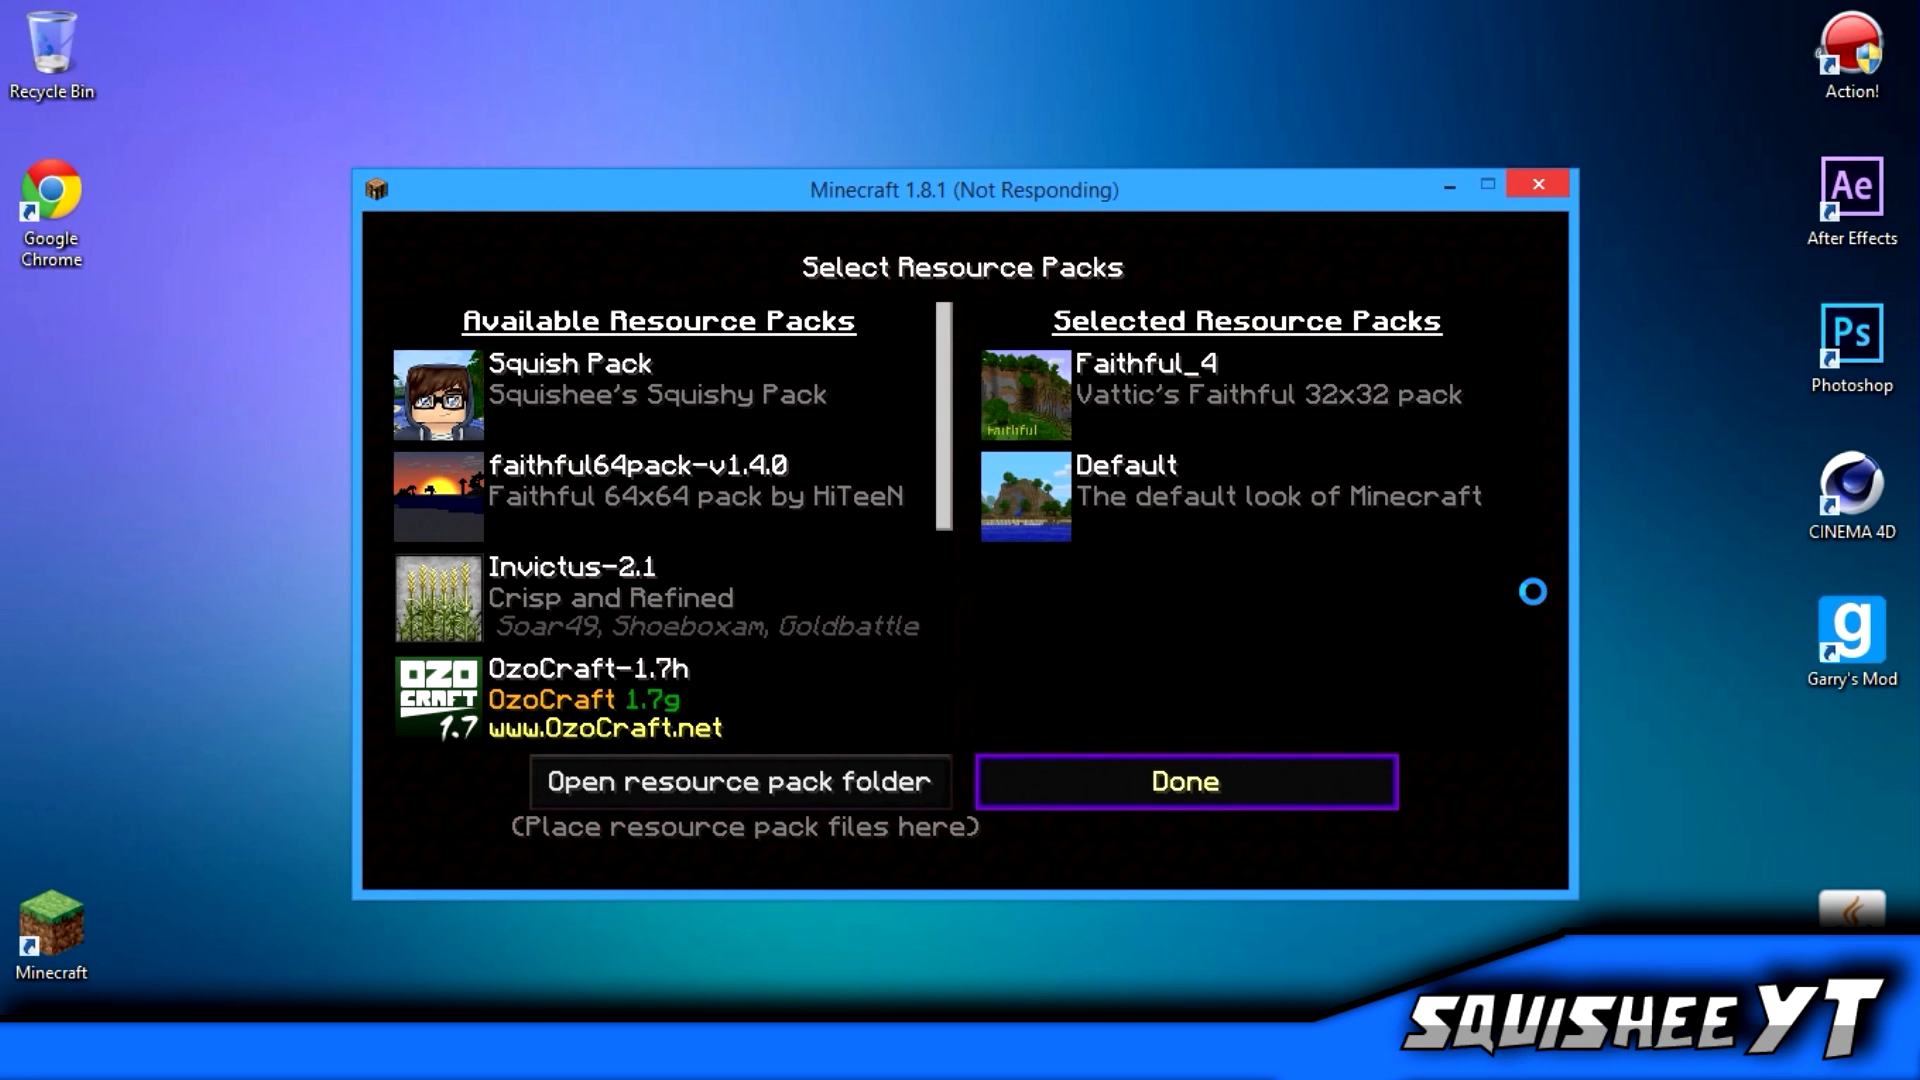 Recycle Bin
Google
Chrome
Minecraft
Minecraft 1.8.1 (Not Responding)
Select Resource Packs
Available Resource Packs
Squish Pack
Squishee's Squishy Pack
faithful64pack-v1.4.0
Faithful 64x64 pack by HiTeeN
Invictus-2.1
Crisp and Refined
Soar49, Shoeboxam, Goldbattle
OZO
CRAFT
1.7
OzoCraft-1.7h
OzoCraft 1.7g
www.OzoCraft.net
Selected Resource Packs
Faithful
Faithful_4
Vattic's Faithful 32x32 pack
Default
The default look of Minecraft
Open resource pack folder
Done
(Place resource pack files here)
Action!
Ae
After Effects
Ps
Photoshop
CINEMA 4D
g
Garry's Mod
SQUISHEE YT